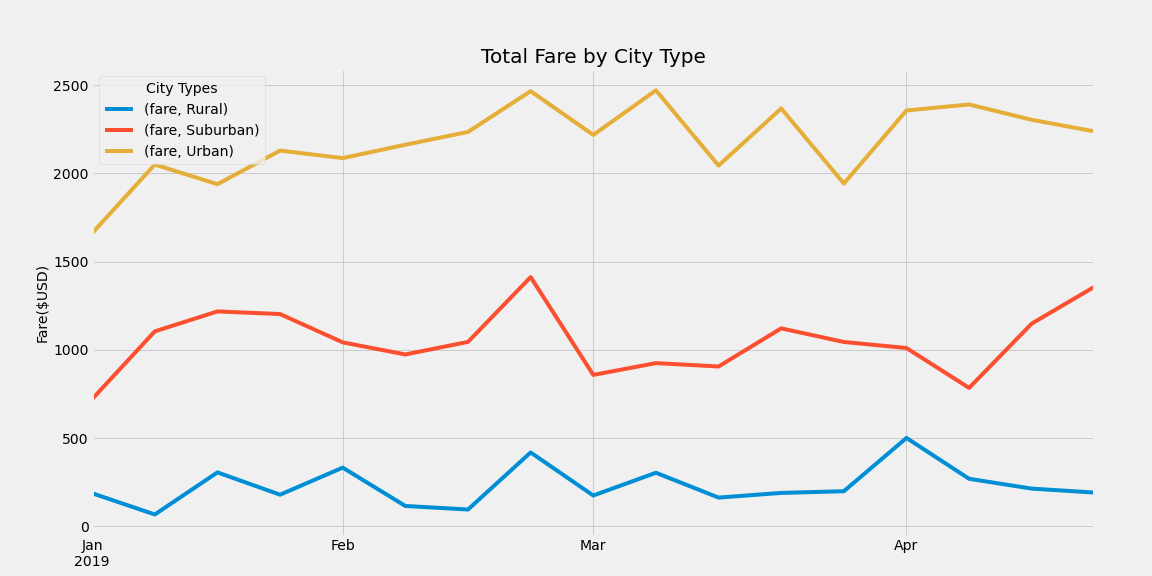 Total Fare by City Type
City Types
(fare, Rural)
(fare, Suburban)
(fare, Urban)
Fare($USD)
2500
2000
1500
1000
500
0
Jan Feb Mar Apr
2019